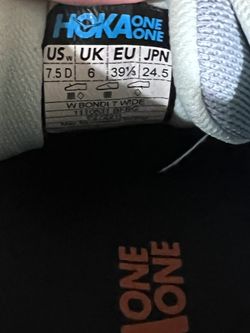 HOKA ONE
ONE
US W UK EU JPN
7.5 D 6 39⅓ 24.5
W BONDI 7 WIDE
ONE
ONE